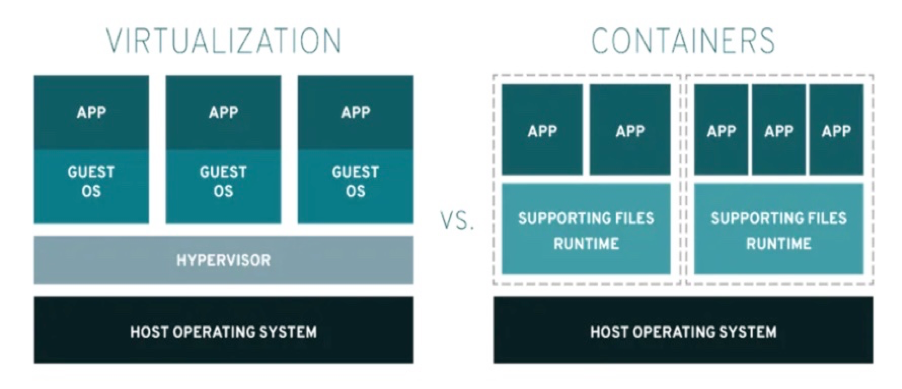 VIRTUALIZATION
APP
APP
APP
GUEST
OS
GUEST
OS
GUEST
OS
HYPERVISOR
HOST OPERATING SYSTEM
VS.
CONTAINERS
APP
APP
APP
APP
APP
SUPPORTING FILES
RUNTIME
SUPPORTING FILES
RUNTIME
HOST OPERATING SYSTEM